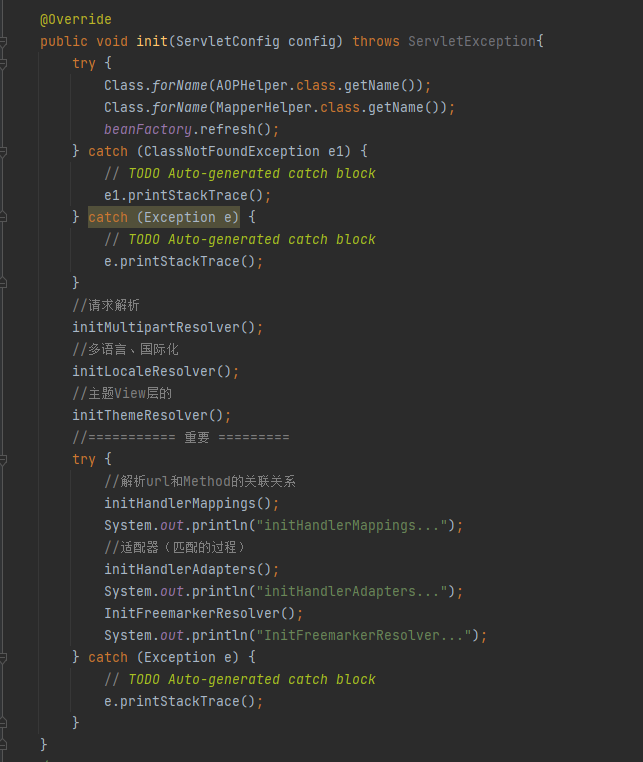 @Override
public void init(ServletConfig config) throws ServletException{
try {
Class.forName(AOPHelper.class.getName());
Class.forName(MapperHelper.class.getName());
beanFactory.refresh();
} catch (ClassNotFoundException e1) {
// TODO Auto-generated catch block
e1.printStackTrace();
} catch (Exception e) {
// TODO Auto-generated catch block
e.printStackTrace();
}
//请求解析
initMultipartResolver();
//多语言、国际化
initLocaleResolver();
//主题View层的
initThemeResolver();
//=========== 重要 =========
try {
//解析url和Method的关联关系
initHandlerMappings();
System.out.println("initHandlerMappings...");
//适配器（匹配的过程）
initHandlerAdapters();
System.out.println("initHandlerAdapters...");
InitFreemarkerResolver();
System.out.println("InitFreemarkerResolver...");
} catch (Exception e) {
// TODO Auto-generated catch block
e.printStackTrace();
}
}